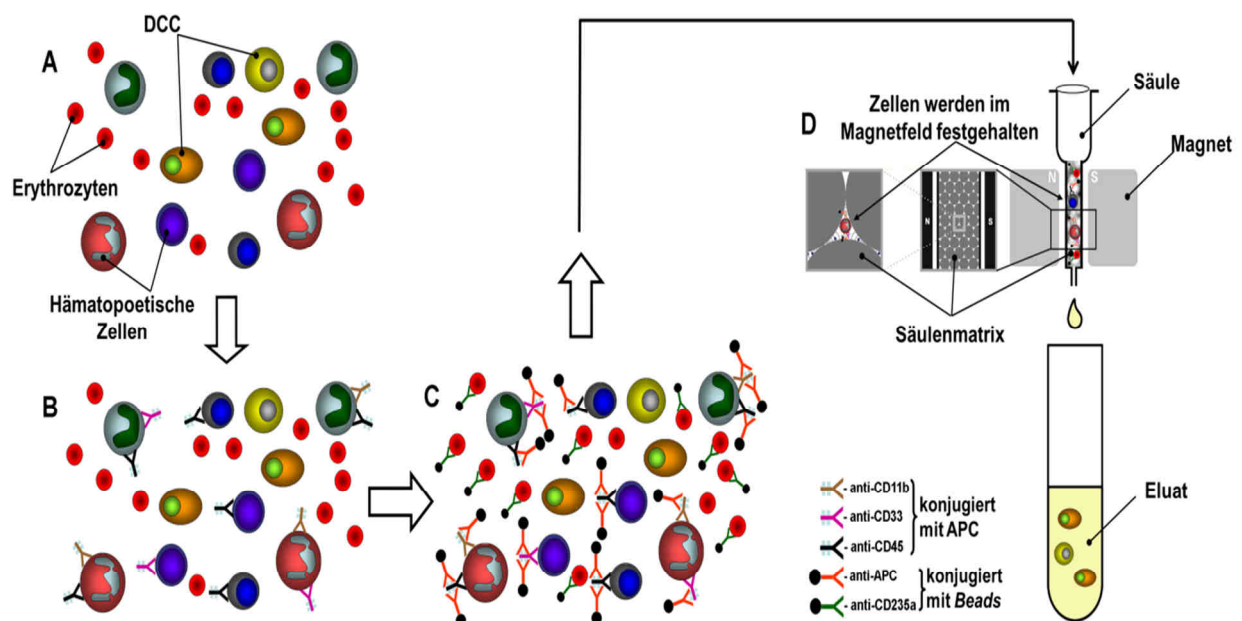 A
DCC
Erythrozyten
Hämatopoetische
Zellen
B
C
D
Zellen werden im
Magnetfeld festgehalten
Säule
Magnet
N S
N S
Säulenmatrix
- anti-CD11b
- anti-CD33
- anti-CD45
konjugiert
mit APC
- anti-APC
- anti-CD235a
konjugiert
mit Beads
Eluat